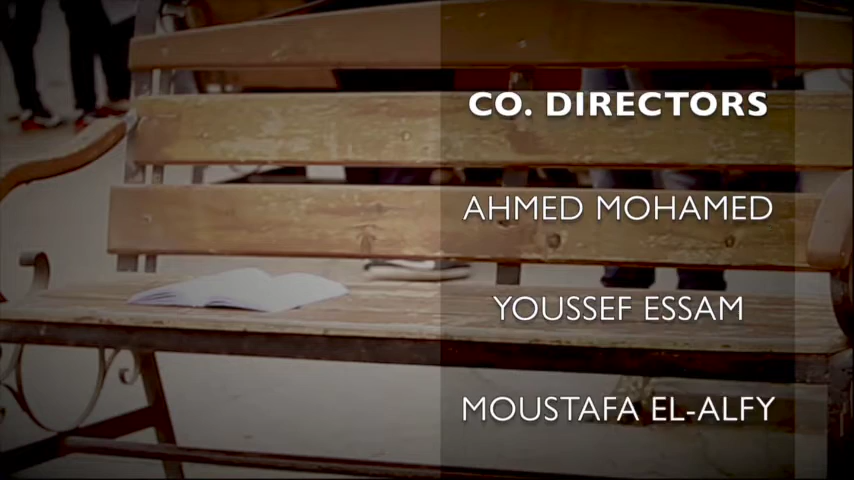 CO. DIRECTORS
AHMED MOHAMED
YOUSSEF ESSAM
MOUSTAFA EL-ALFY